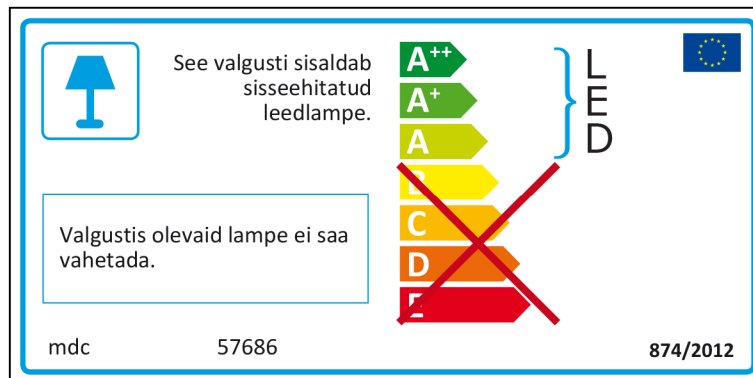 See valgusti sisaldab
sisseehitatud
leedlampe.
A++
A+
A
B
C
D
E
L
E
D
Valgustis olevaid lampe ei saa
vahetada.
mdc 57686
874/2012